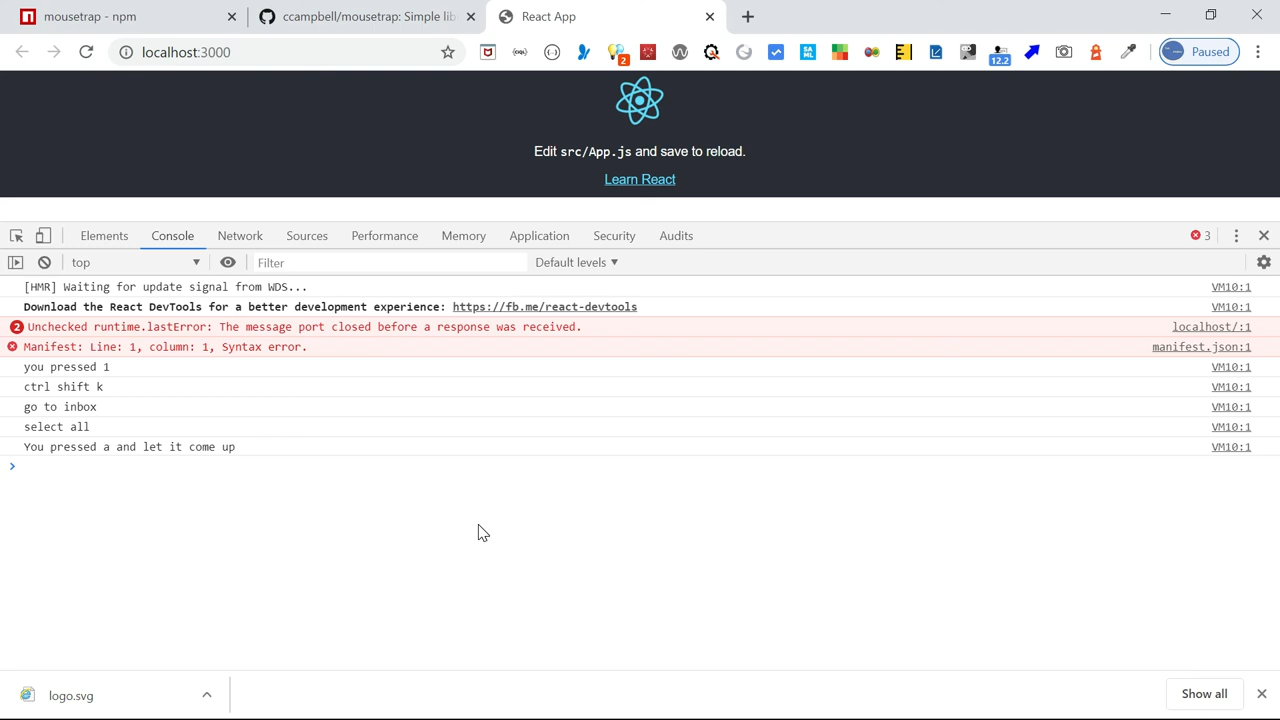 mousetrap - npm
ccampbell/mousetrap: Simple lib
React App
localhost:3000
2
12.2
Paused
Edit src/App.js and save to reload.
Learn React
Elements
Console
Network
Sources
Performance
Memory
Application
Security
Audits
3
top
Filter
Default levels
[HMR] Waiting for update signal from WDS...
VM10:1
Download the React DevTools for a better development experience: https://fb.me/react-devtools
VM10:1
2 Unchecked runtime.lastError: The message port closed before a response was received.
localhost/:1
Manifest: Line: 1, column: 1, Syntax error.
manifest.json:1
you pressed 1
VM10:1
ctrl shift k
VM10:1
go to inbox
VM10:1
select all
VM10:1
You pressed a and let it come up
VM10:1
logo.svg
Show all